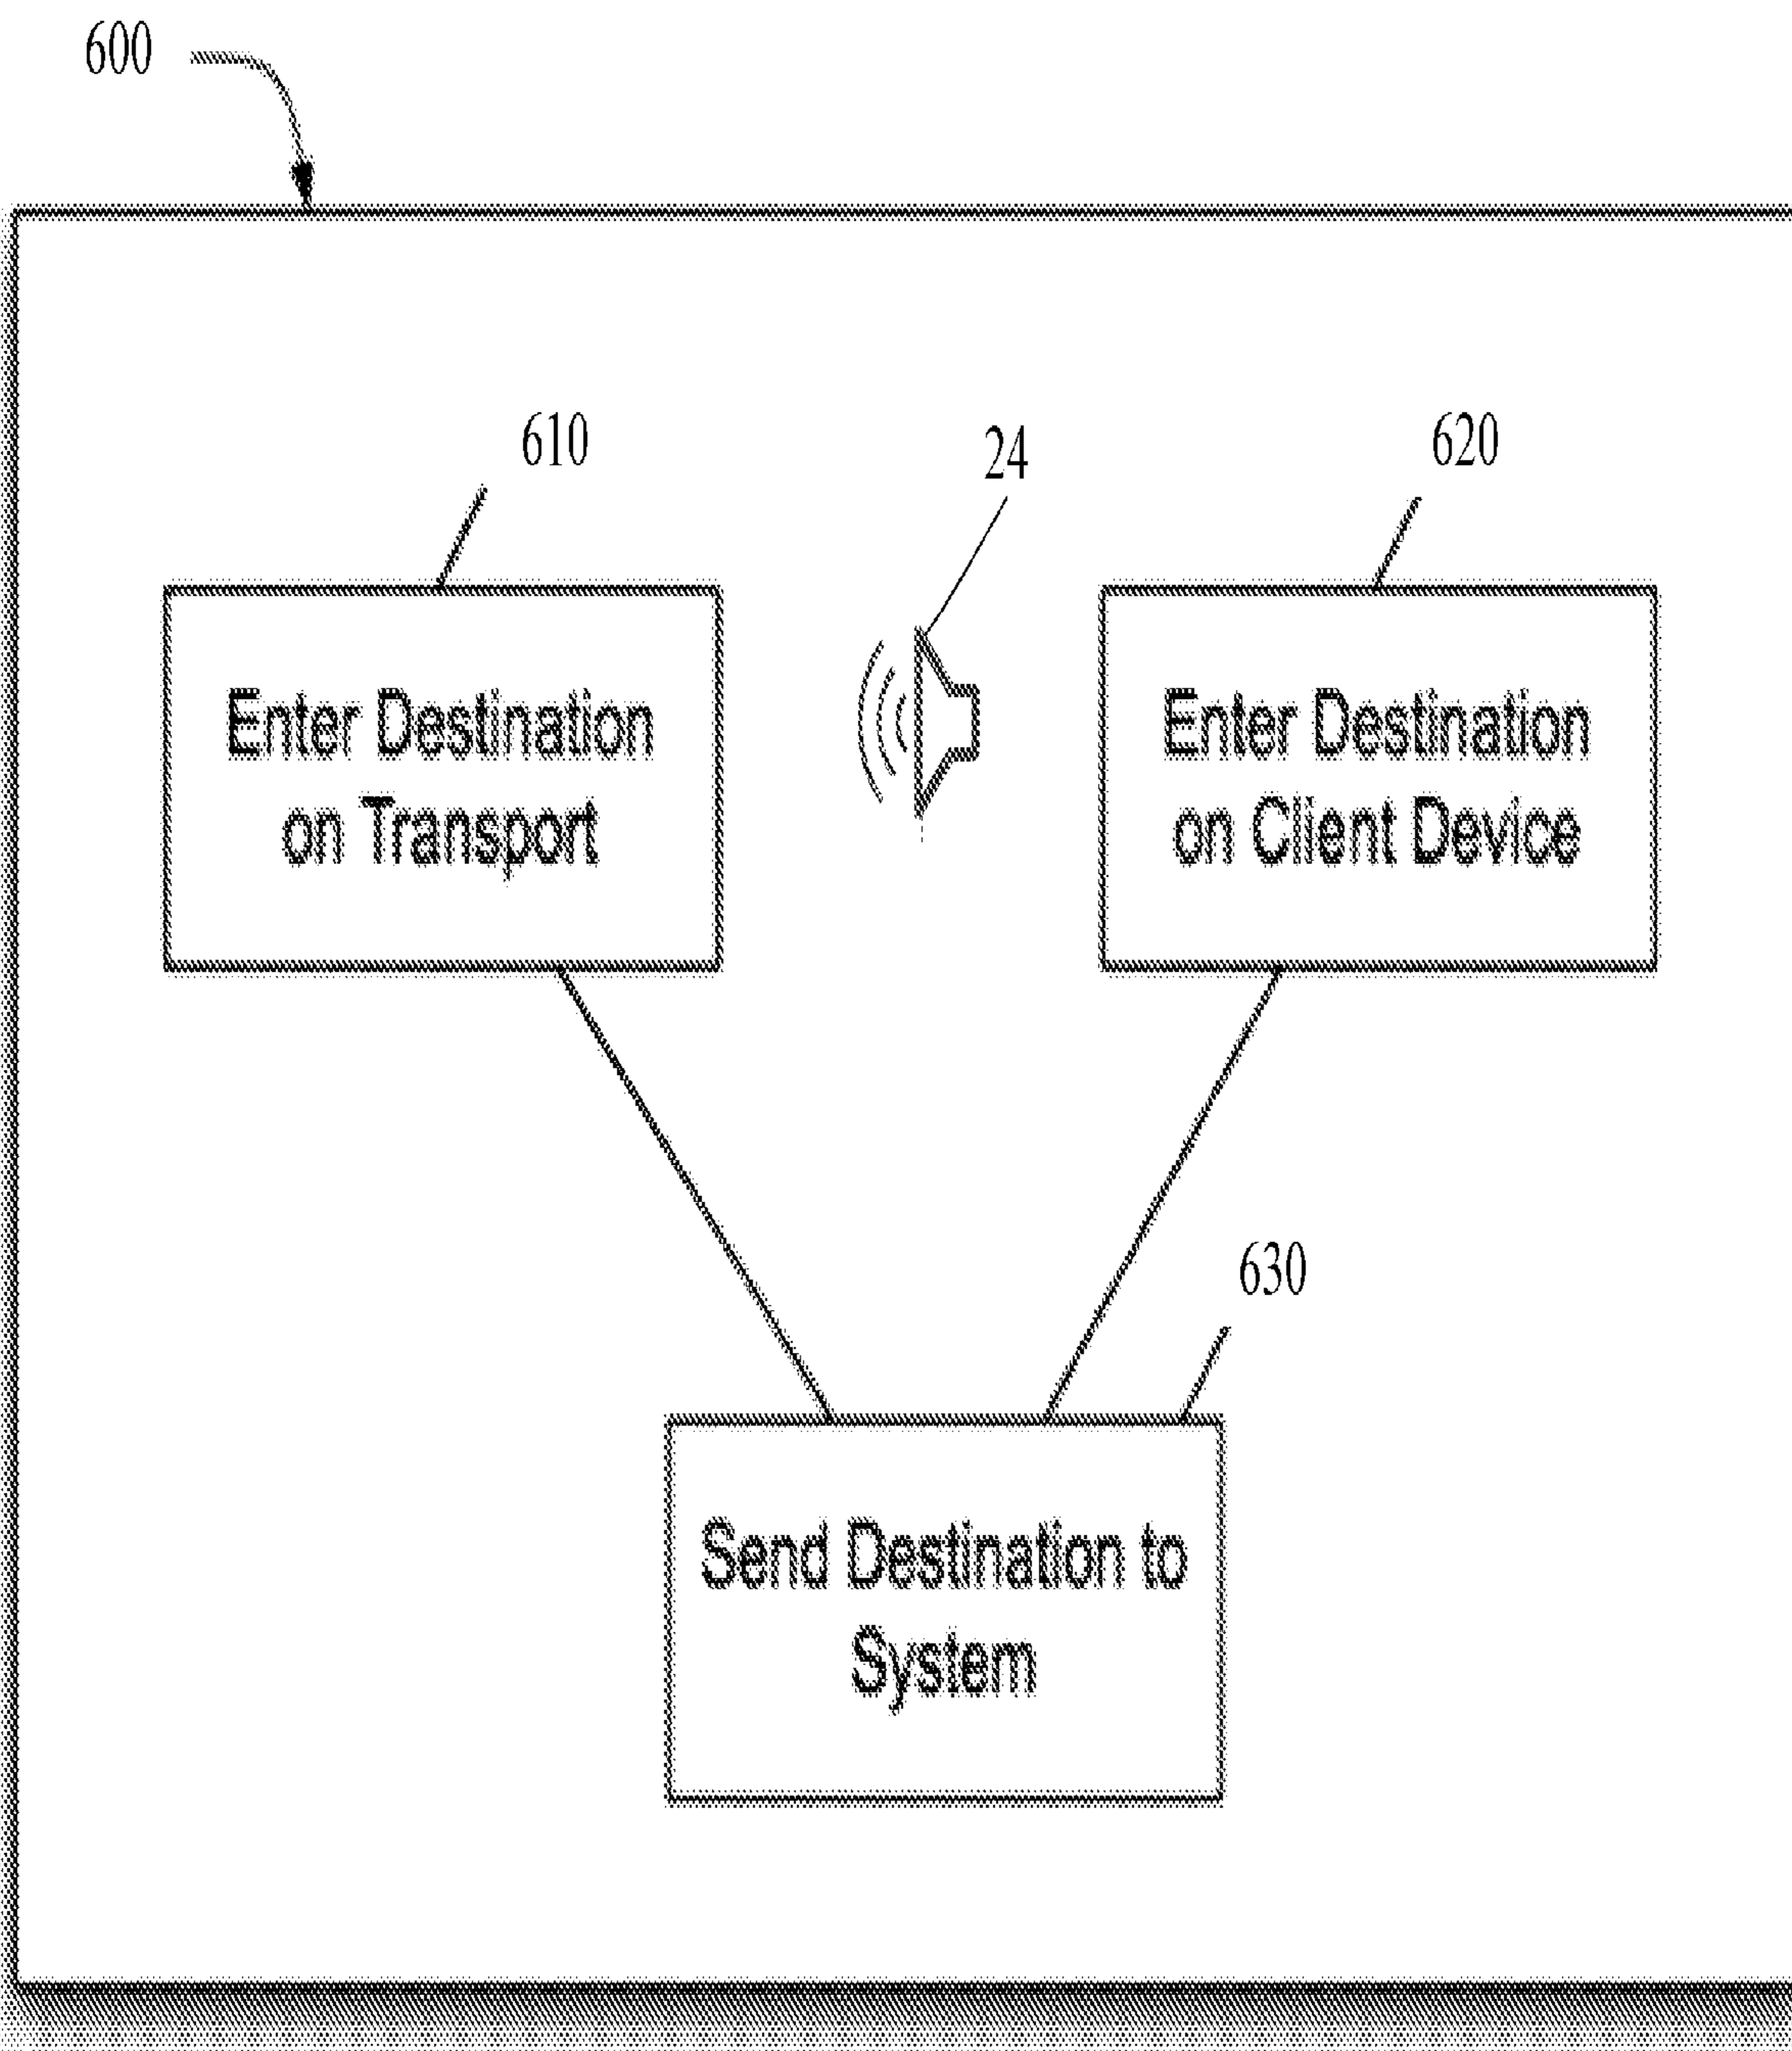 600
610
24
620
Enter Destination
on Transport
Enter Destination
on Client Device
630
Send Destination to
System